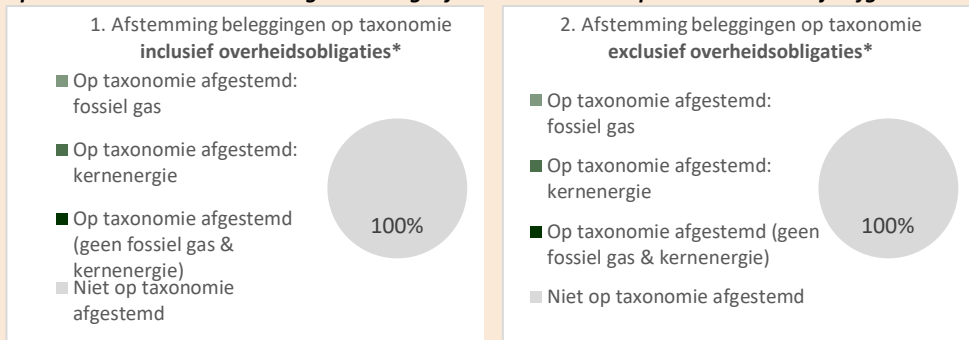 1. Afstemming beleggingen op taxonomie
inclusief overheidsobligaties*
Op taxonomie afgestemd:
fossiel gas
Op taxonomie afgestemd:
kernenergie
Op taxonomie afgestemd
(geen fossiel gas &
kernenergie)
Niet op taxonomie
afgestemd
100%
2. Afstemming beleggingen op taxonomie
exclusief overheidsobligaties*
Op taxonomie afgestemd:
fossiel gas
Op taxonomie afgestemd:
kernenergie
Op taxonomie afgestemd (geen
fossiel gas & kernenergie)
Niet op taxonomie afgestemd
100%